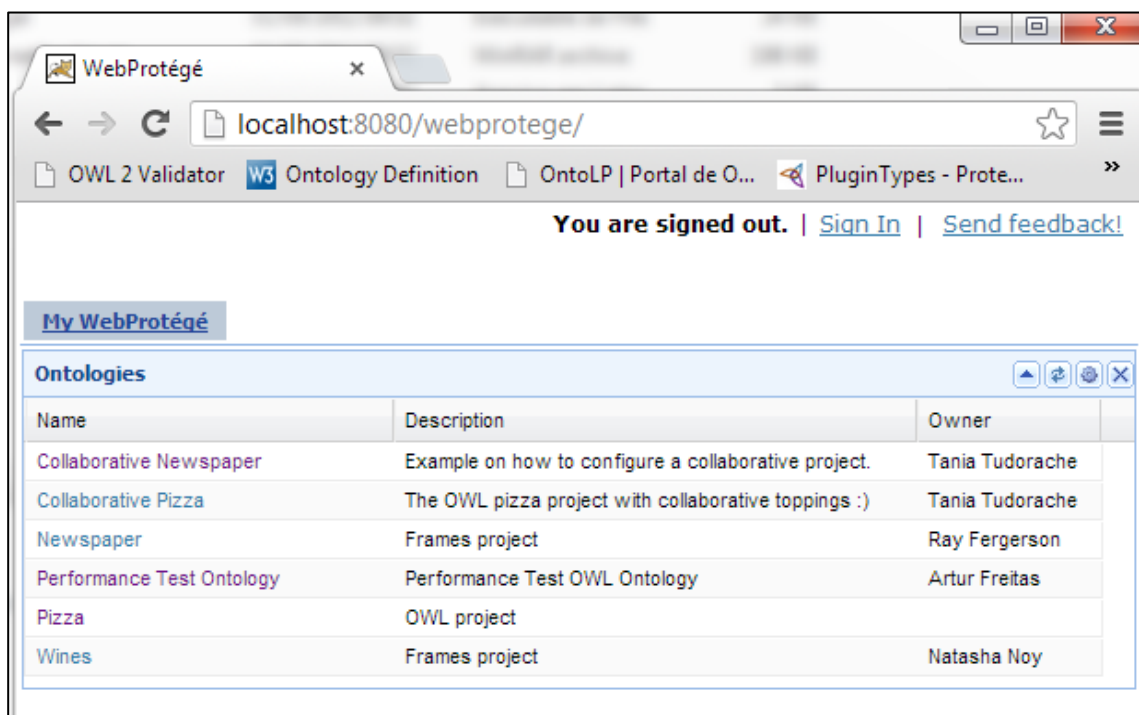 WebProtégé
localhost:8080/webprotege/
OWL 2 Validator W3 Ontology Definition OntoLP | Portal de O... PluginTypes - Prote... »
You are signed out. | Sign In | Send feedback!
My WebProtégé
Ontologies
Name Description Owner
Collaborative Newspaper Example on how to configure a collaborative project. Tania Tudorache
Collaborative Pizza The OWL pizza project with collaborative toppings :) Tania Tudorache
Newspaper Frames project Ray Fergerson
Performance Test Ontology Performance Test OWL Ontology Artur Freitas
Pizza OWL project
Wines Frames project Natasha Noy